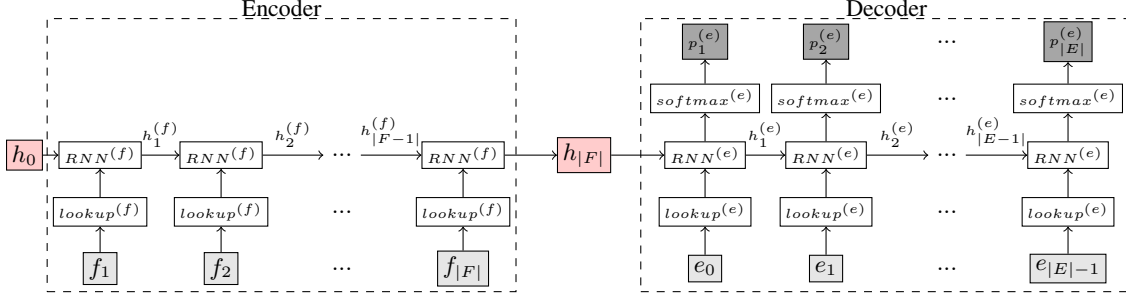 Encoder Decoder
p_1^{(e)} p_2^{(e)} ... p_{|E|}^{(e)}
softmax^{(e)} softmax^{(e)} ... softmax^{(e)}
h_1^{(f)} h_2^{(f)} h_{|F-1|}^{(f)} h_1^{(e)} h_2^{(e)} h_{|E-1|}^{(e)}
h_0 RNN^{(f)} RNN^{(f)} ... RNN^{(f)} h_{|F|} RNN^{(e)} RNN^{(e)} ... RNN^{(e)}
lookup^{(f)} lookup^{(f)} ... lookup^{(f)} lookup^{(e)} lookup^{(e)} ... lookup^{(e)}
f_1 f_2 ... f_{|F|} e_0 e_1 ... e_{|E|-1}